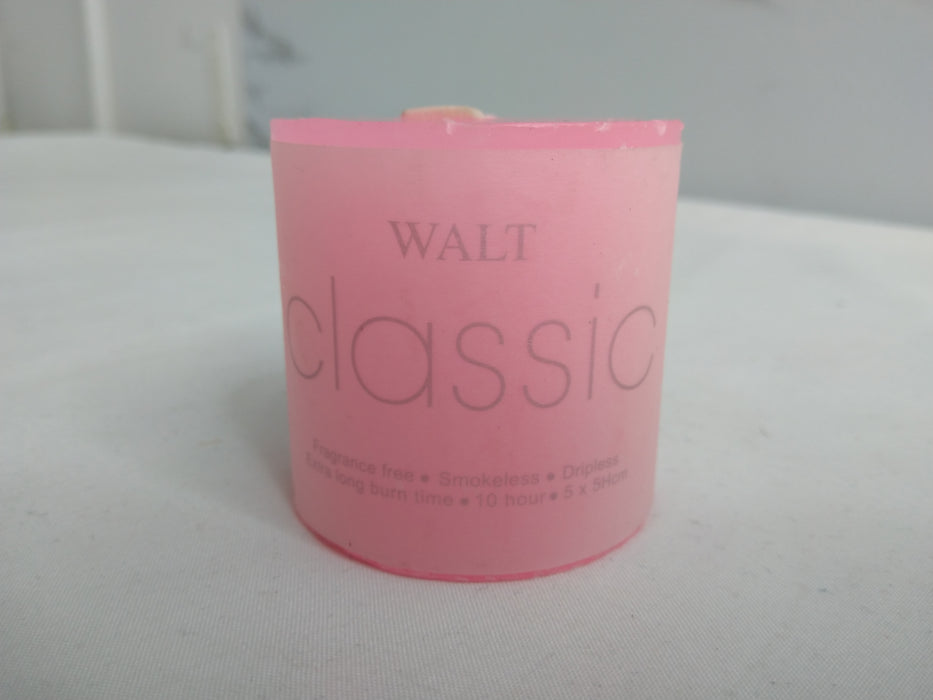 WALT
classic
Fragrance free • Smokeless • Dripless
Extra long burn time • 10 hour • 5 x 5Hcm